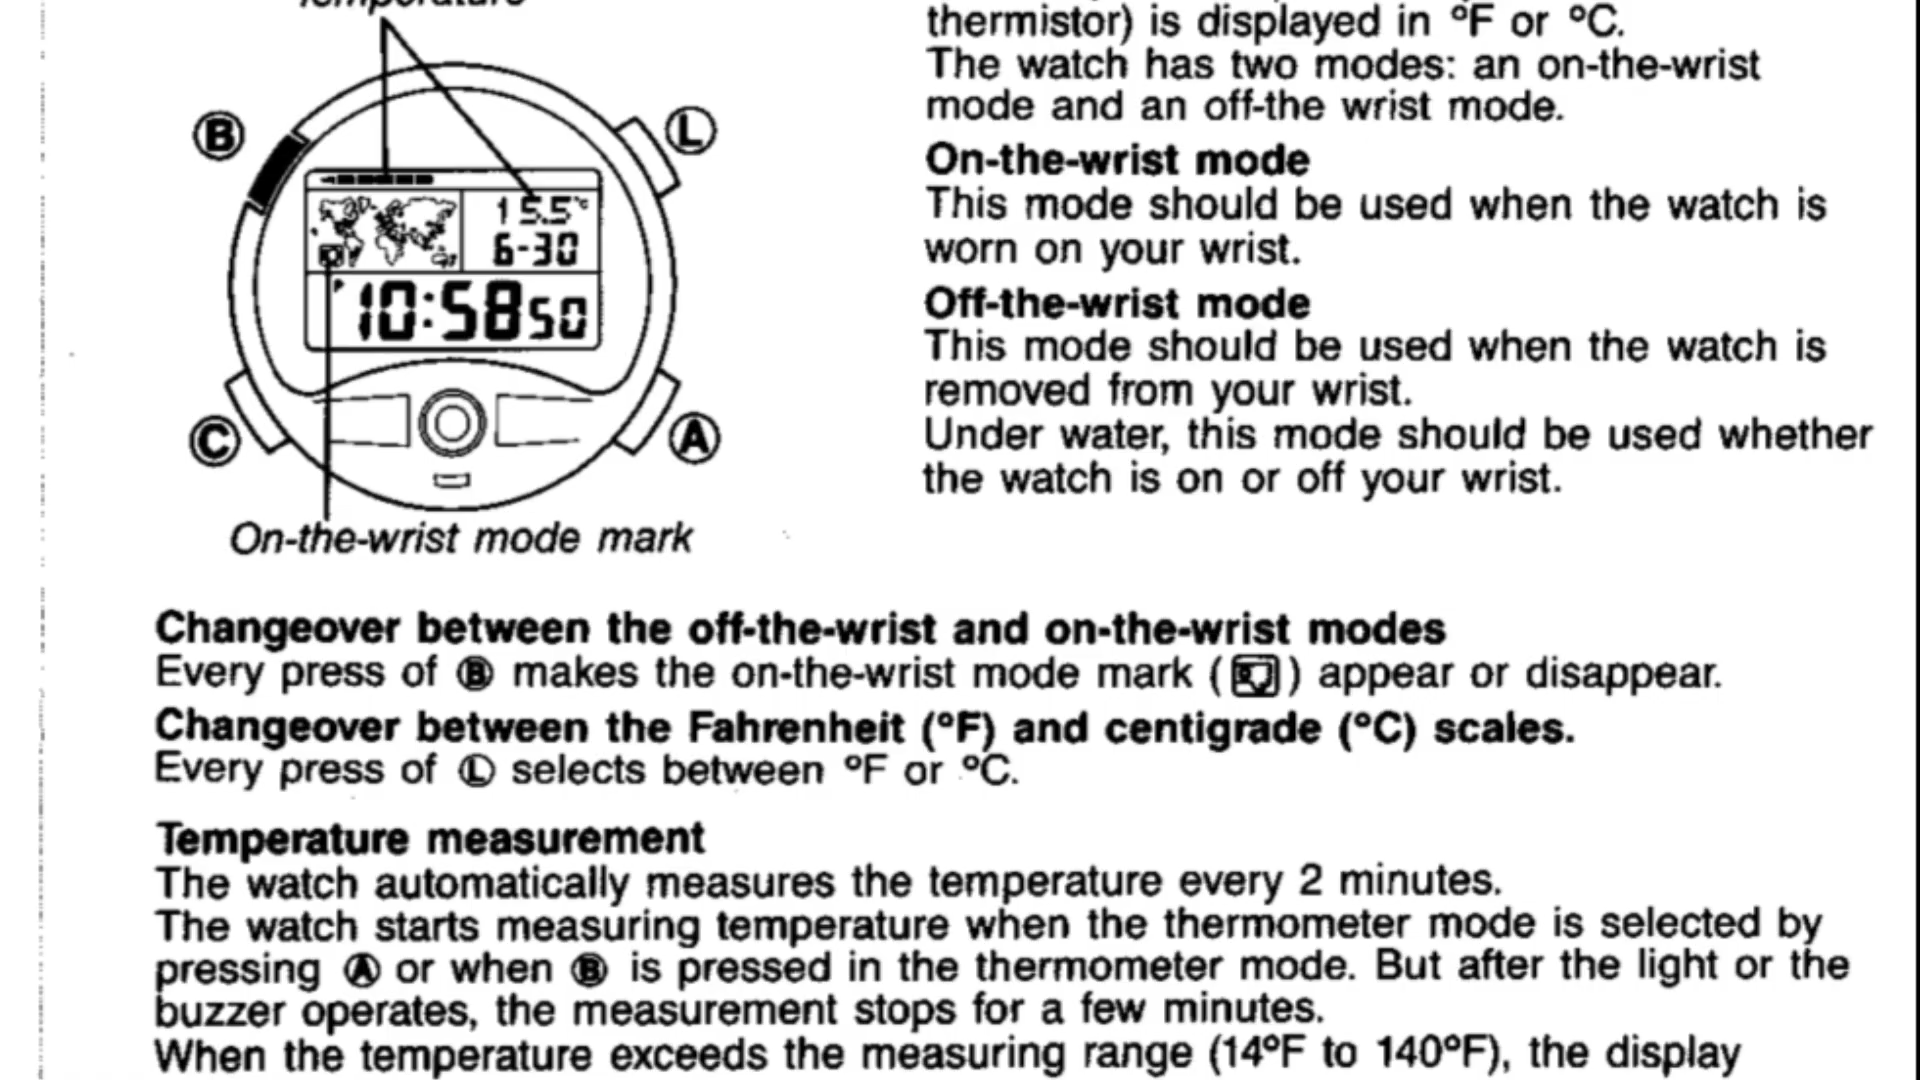 Temperature
B
L
15.5°C
6-30
P 10:58 50
C
A
On-the-wrist mode mark
thermistor) is displayed in °F or °C.
The watch has two modes: an on-the-wrist
mode and an off-the wrist mode.
On-the-wrist mode
This mode should be used when the watch is
worn on your wrist.
Off-the-wrist mode
This mode should be used when the watch is
removed from your wrist.
Under water, this mode should be used whether
the watch is on or off your wrist.
Changeover between the off-the-wrist and on-the-wrist modes
Every press of Ⓑ makes the on-the-wrist mode mark ( ) appear or disappear.
Changeover between the Fahrenheit (°F) and centigrade (°C) scales.
Every press of Ⓛ selects between °F or °C.
Temperature measurement
The watch automatically measures the temperature every 2 minutes.
The watch starts measuring temperature when the thermometer mode is selected by
pressing Ⓐ or when Ⓑ is pressed in the thermometer mode. But after the light or the
buzzer operates, the measurement stops for a few minutes.
When the temperature exceeds the measuring range (14°F to 140°F), the display